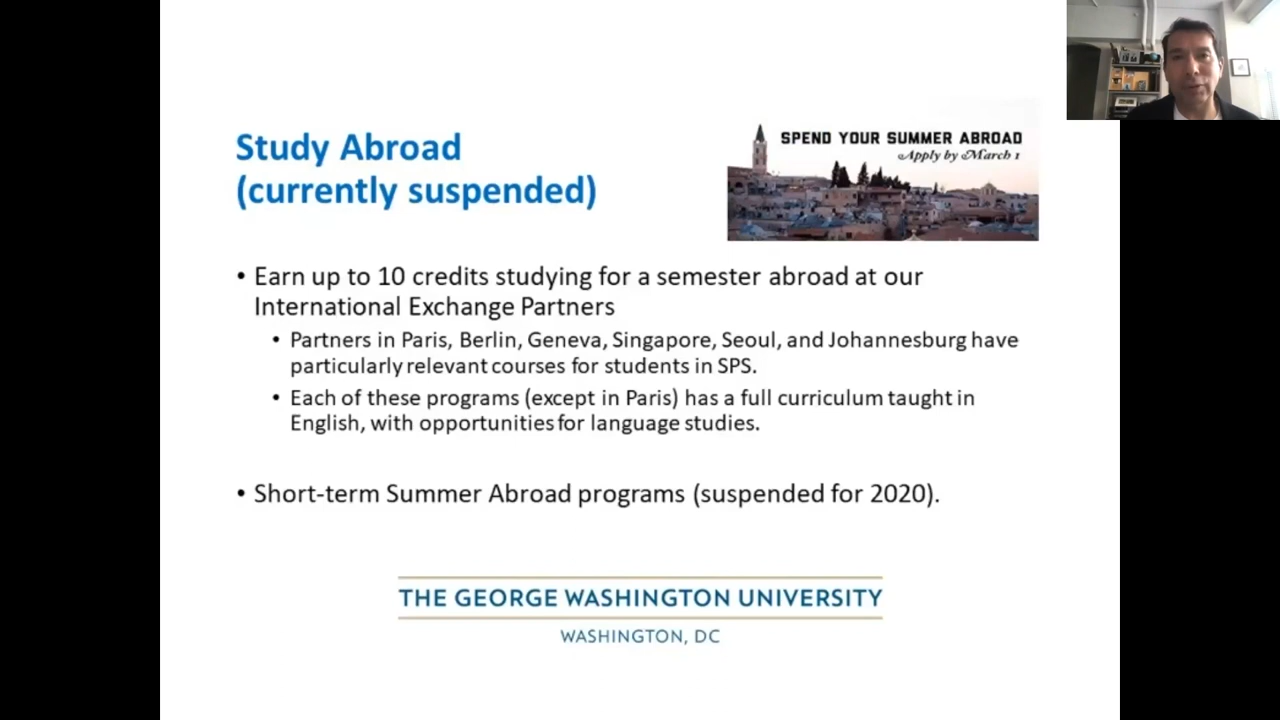 Study Abroad
(currently suspended)
SPEND YOUR SUMMER ABROAD
Apply by March 1
• Earn up to 10 credits studying for a semester abroad at our
International Exchange Partners
• Partners in Paris, Berlin, Geneva, Singapore, Seoul, and Johannesburg have
particularly relevant courses for students in SPS.
• Each of these programs (except in Paris) has a full curriculum taught in
English, with opportunities for language studies.
• Short-term Summer Abroad programs (suspended for 2020).
THE GEORGE WASHINGTON UNIVERSITY
WASHINGTON, DC